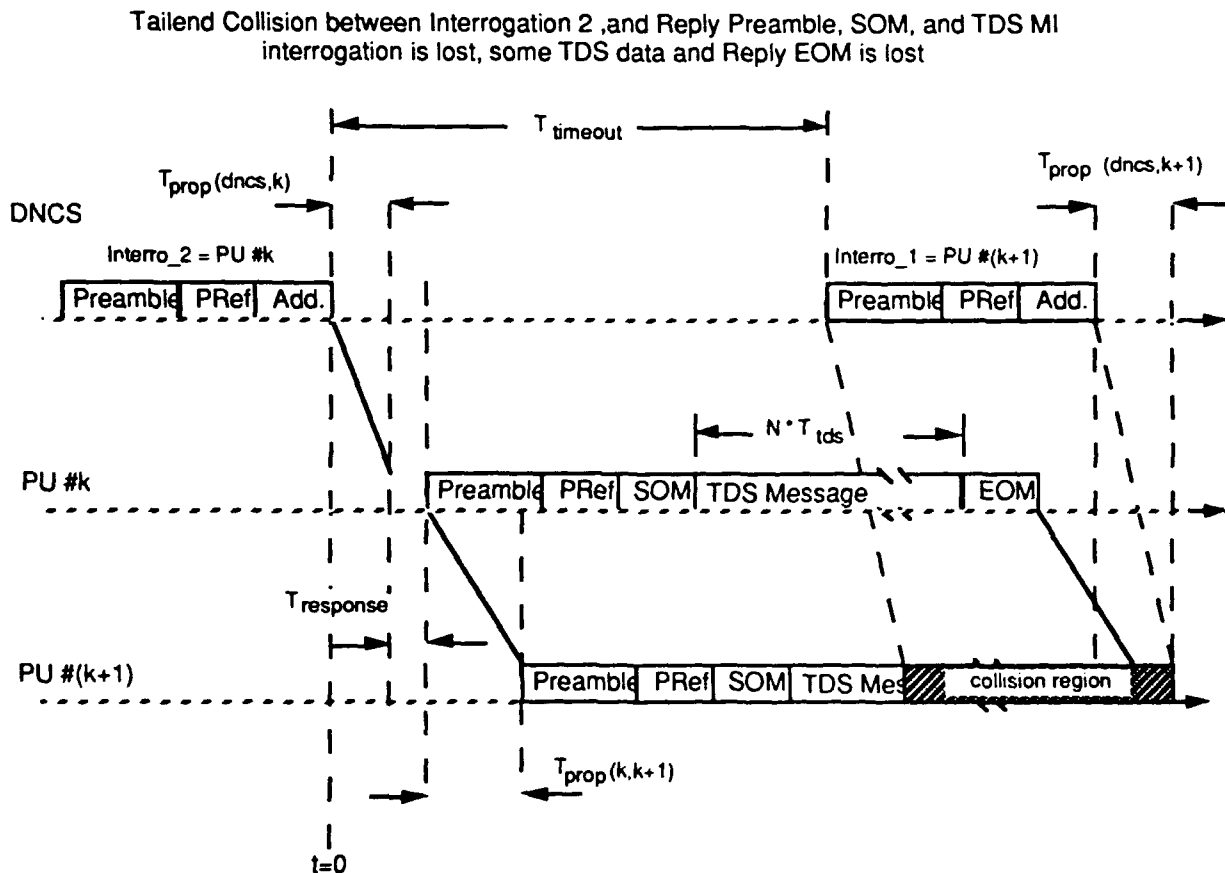 Tailend Collision between Interrogation 2 ,and Reply Preamble, SOM, and TDS MI
interrogation is lost, some TDS data and Reply EOM is lost
T timeout
T prop (dncs,k)
T prop (dncs,k+1)
DNCS
Interro_2 = PU #k
Interro_1 = PU #(k+1)
Preamble PRef Add.
Preamble PRef Add.
N * T tds
PU #k
Preamble PRef SOM TDS Message EOM
T response
PU #(k+1)
Preamble PRef SOM TDS Mes collision region
T prop (k,k+1)
t=0